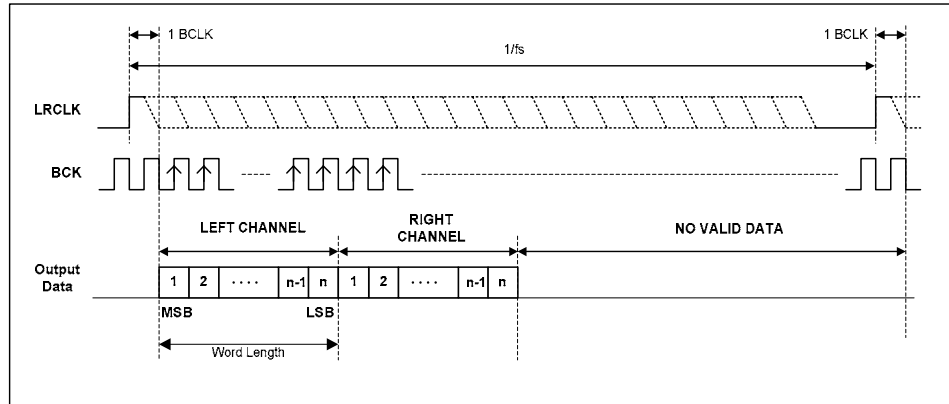 1 BCLK
1 BCLK
1/fs
LRCLK
BCK
LEFT CHANNEL
RIGHT
CHANNEL
NO VALID DATA
Output
Data
1 2 .... n-1 n 1 2 .... n-1 n
MSB
LSB
Word Length